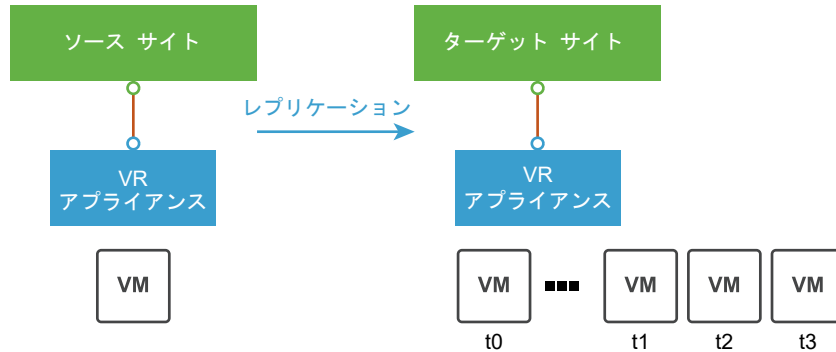 ソース サイト
ターゲット サイト
レプリケーション
VR
アプライアンス
VR
アプライアンス
VM
VM
VM
VM
VM
t0
t1
t2
t3